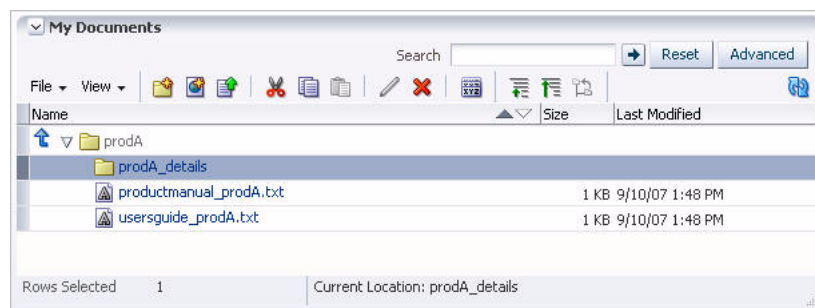 My Documents
Search Reset Advanced
File View
Name Size Last Modified
prodA
prodA_details
productmanual_prodA.txt 1 KB 9/10/07 1:48 PM
usersguide_prodA.txt 1 KB 9/10/07 1:48 PM
Rows Selected 1 Current Location: prodA_details